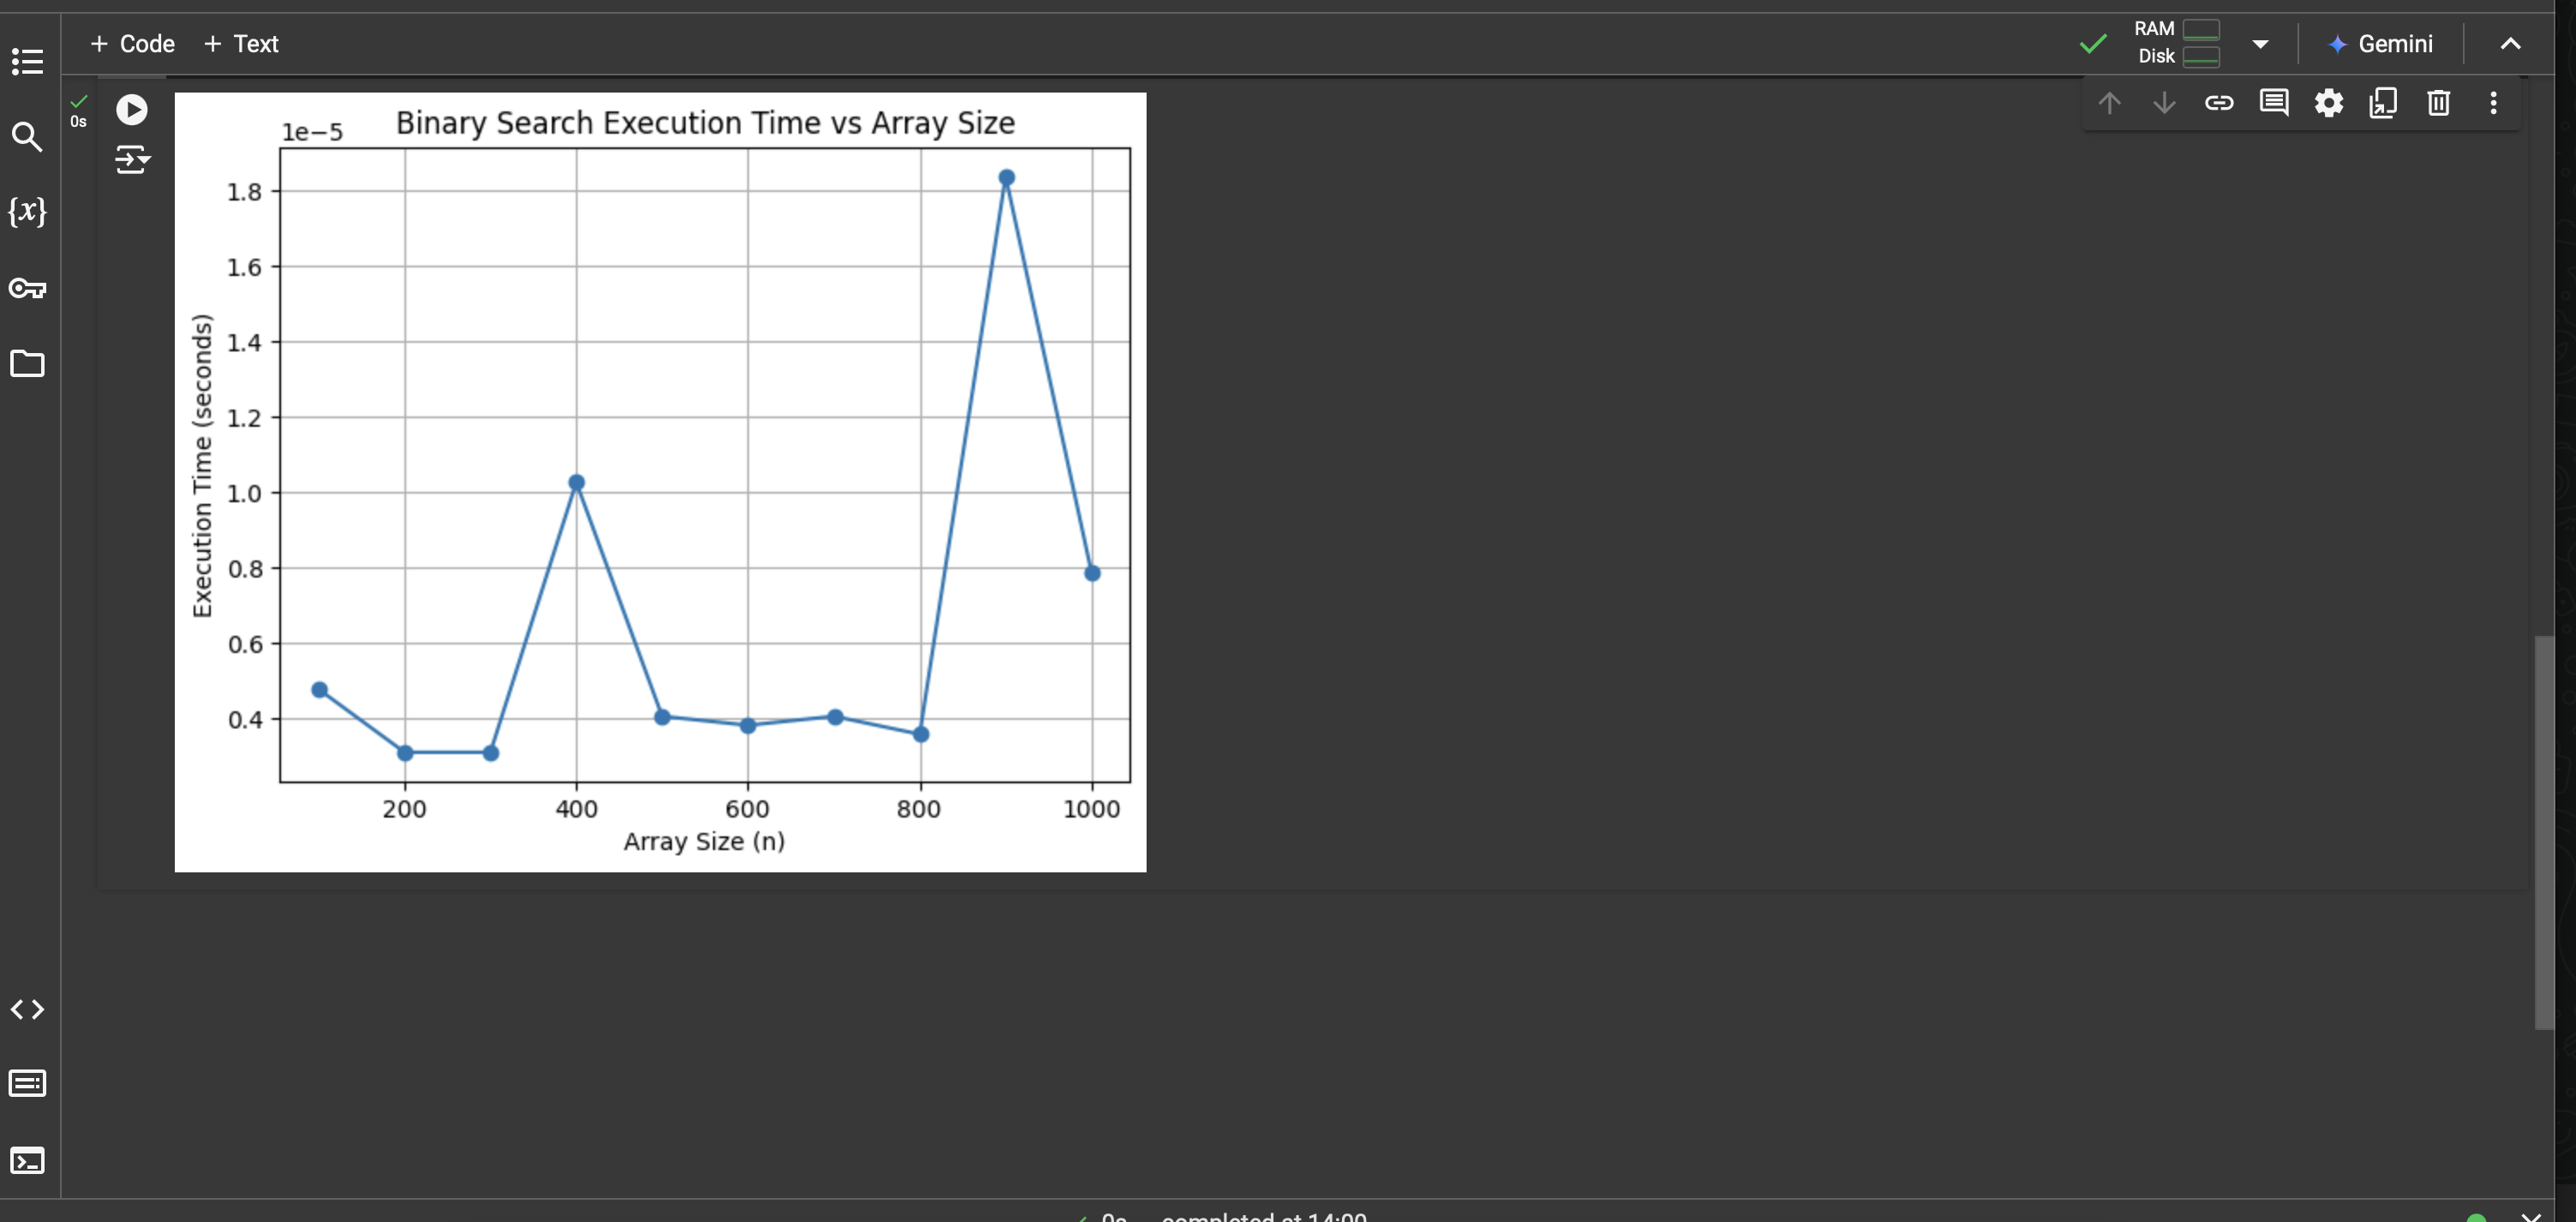 + Code + Text
RAM
Disk
Gemini
0s
{x}
1e−5
Binary Search Execution Time vs Array Size
1.8
1.6
1.4
1.2
1.0
0.8
0.6
0.4
Execution Time (seconds)
200 400 600 800 1000
Array Size (n)
0s completed at 14:00